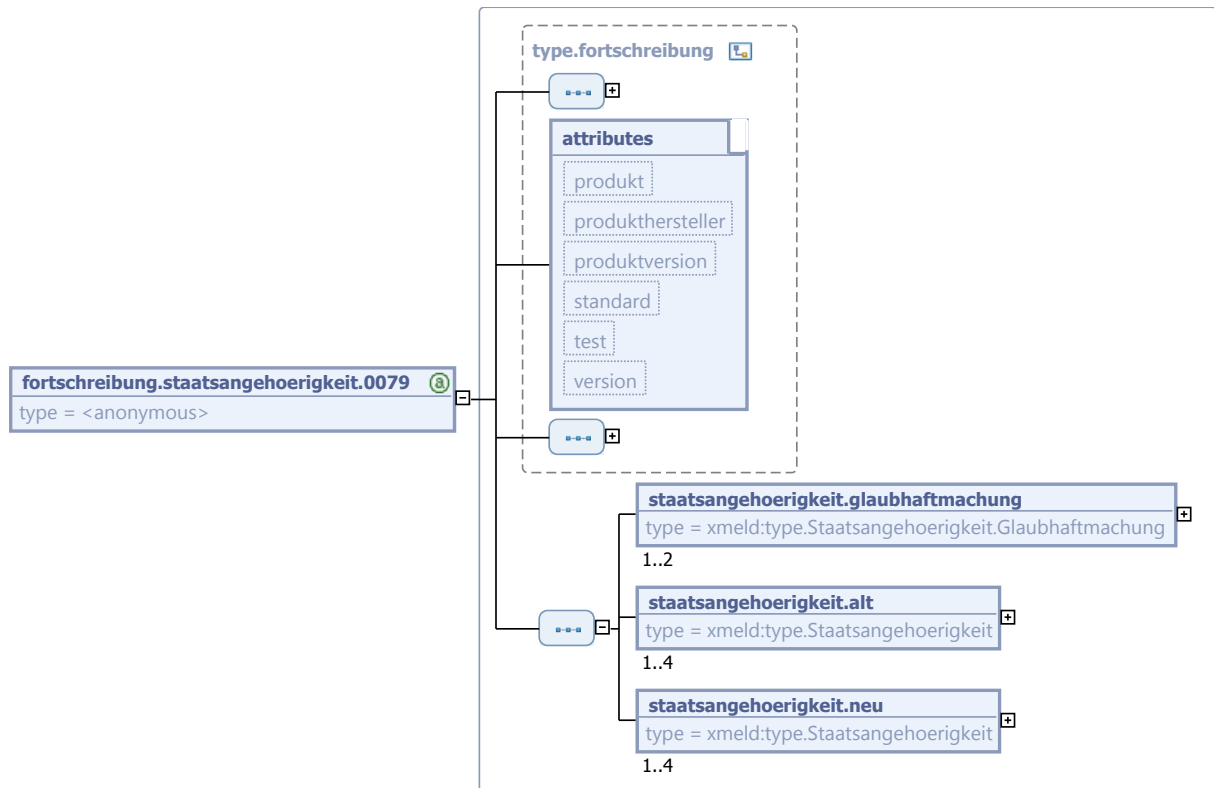 type.fortschreibung
attributes
produkt
produkthersteller
produktversion
standard
test
version
fortschreibung.staatsangehoerigkeit.0079 a
type = <anonymous>
staatsangehoerigkeit.glaubhaftmachung
type = xmeld:type.Staatsangehoerigkeit.Glaubhaftmachung
1..2
staatsangehoerigkeit.alt
type = xmeld:type.Staatsangehoerigkeit
1..4
staatsangehoerigkeit.neu
type = xmeld:type.Staatsangehoerigkeit
1..4